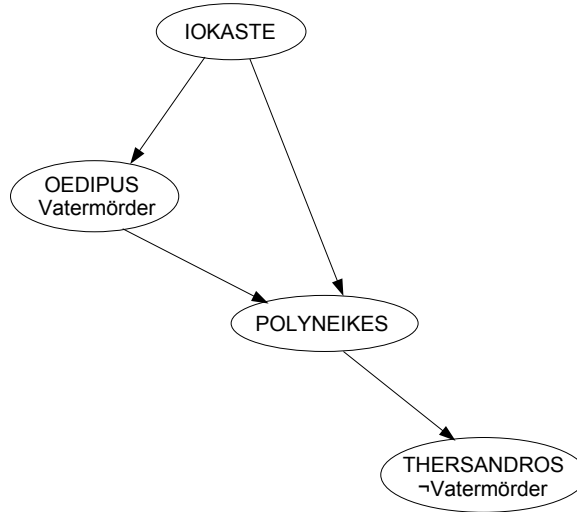 IOKASTE
OEDIPUS
Vatermörder
POLYNEIKES
THERSANDROS
¬Vatermörder